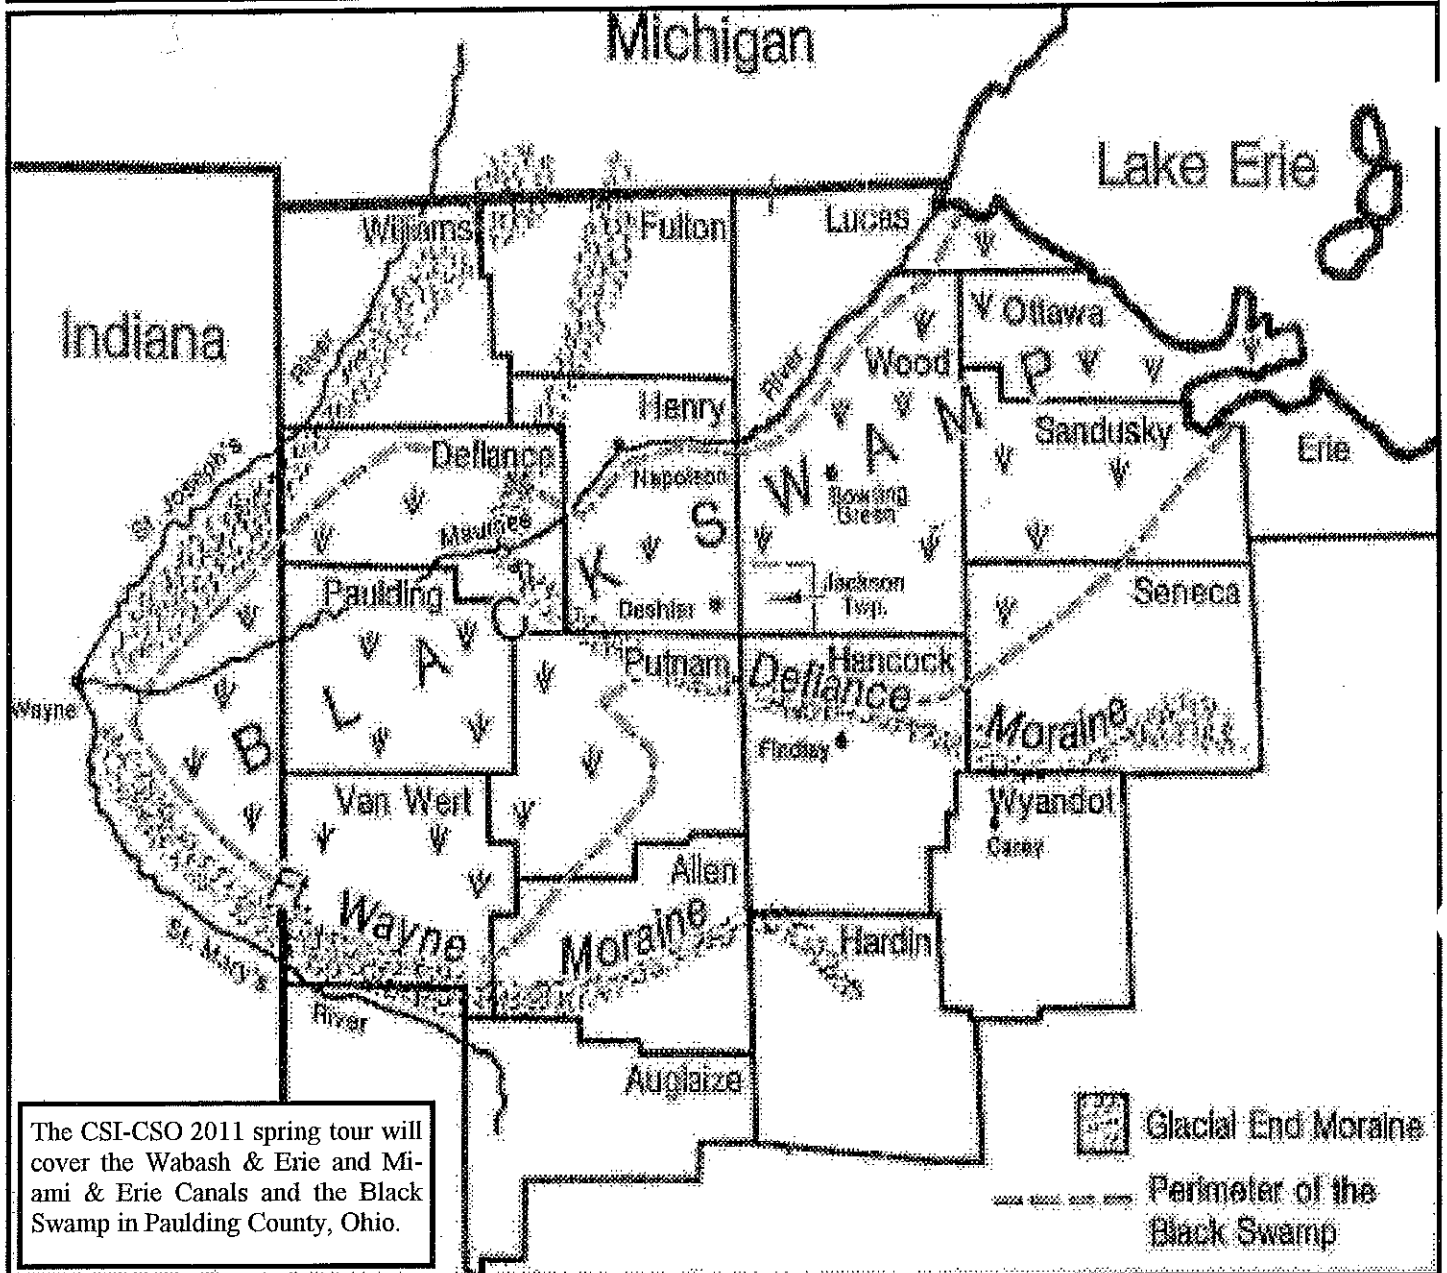 Michigan
Lake Erie
Williams
Fulton
Lucas
Indiana
River
River
Ottawa
Wood
P
Henry
M
Sandusky
Erie
Defiance
A
St. Joseph's
Napoleon
W
Bowling
Green
S
Maumee
K
Paulding
Jackson
Twp.
Seneca
C
Deshler
A
Putnam
Hancock
Defiance
Wayne
L
Moraine
B
Findlay
Van Wert
Wyandot
Carey
Allen
Ft. Wayne
Moraine
St. Mary's
Hardin
River
Auglaize
Glacial End Moraine
Perimeter of the
Black Swamp
The CSI-CSO 2011 spring tour will
cover the Wabash & Erie and Mi-
ami & Erie Canals and the Black
Swamp in Paulding County, Ohio.